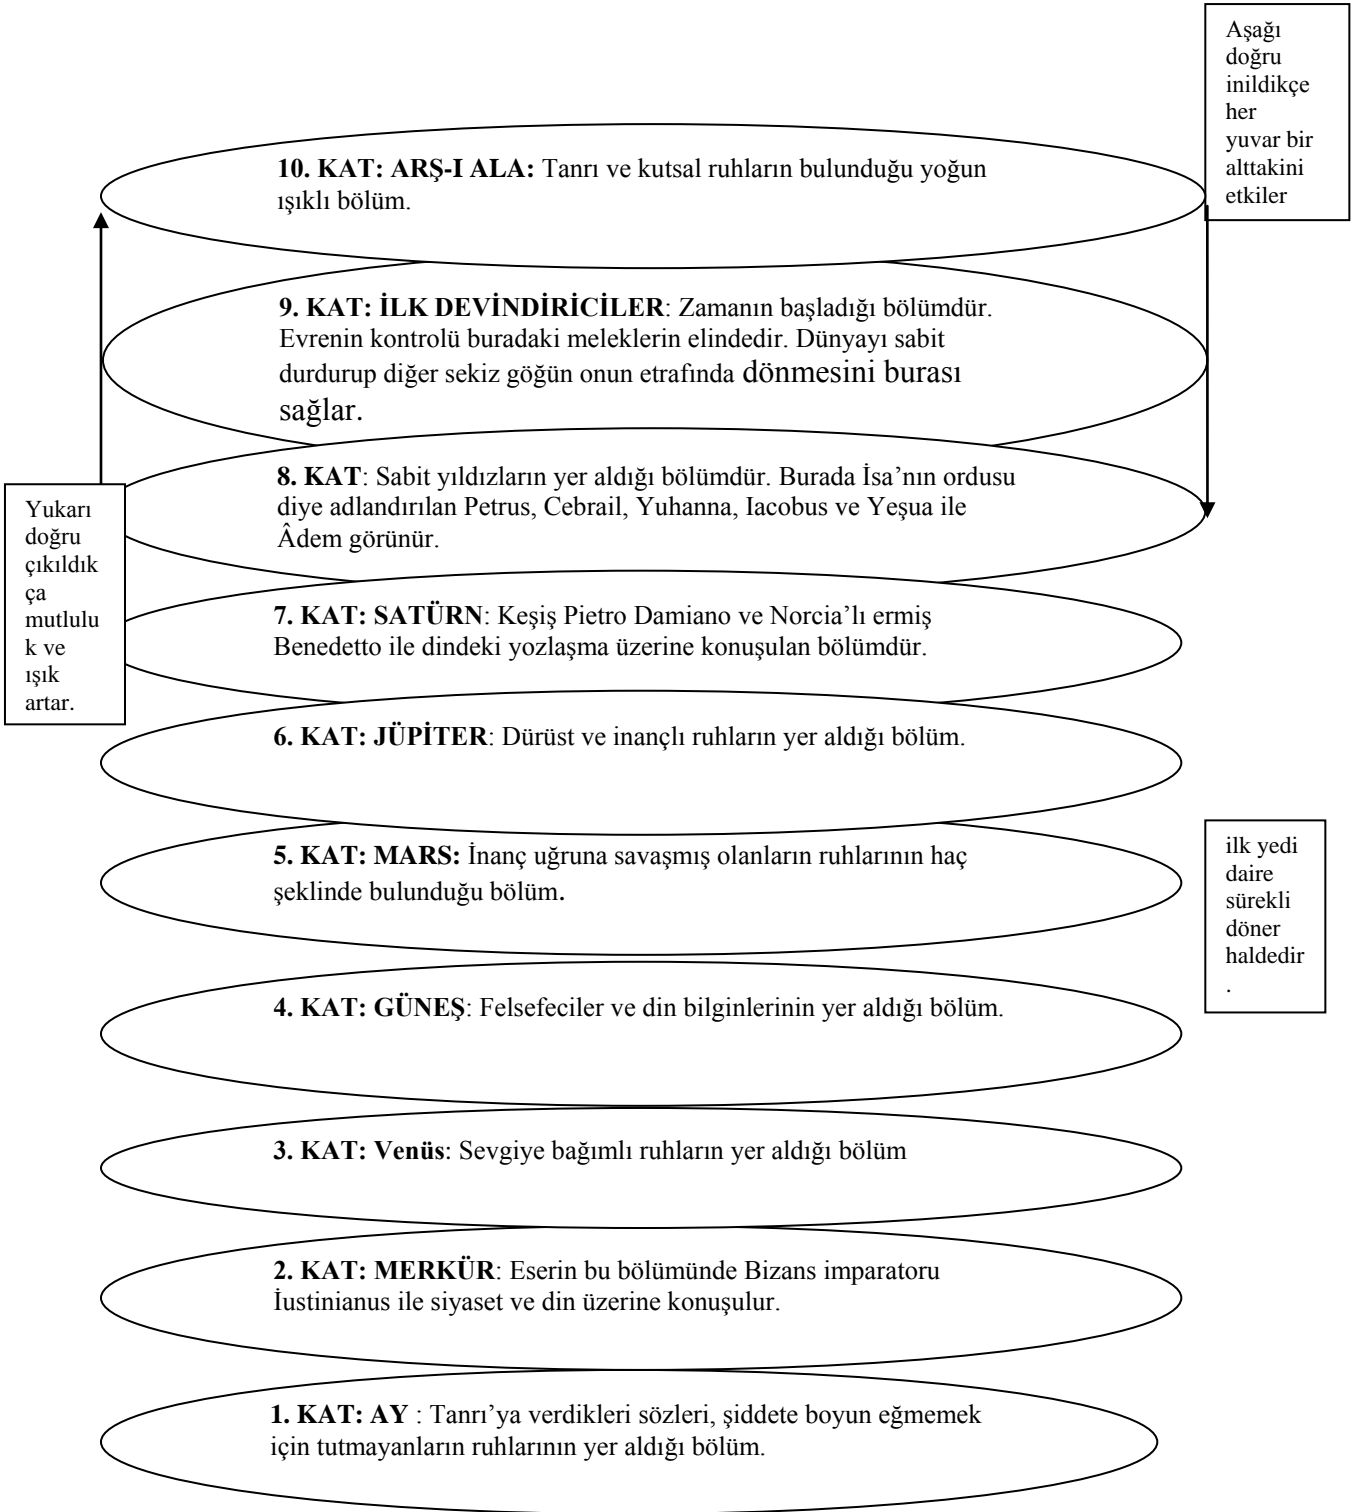 Aşağı
doğru
inildikçe
her
yuvar bir
alttakini
etkiler
10. KAT: ARŞ-I ALA: Tanrı ve kutsal ruhların bulunduğu yoğun
ışıklı bölüm.
9. KAT: İLK DEVİNDİRİCİLER: Zamanın başladığı bölümdür.
Evrenin kontrolü buradaki meleklerin elindedir. Dünyayı sabit
durdurup diğer sekiz göğün onun etrafında dönmesini burası
sağlar.
8. KAT: Sabit yıldızların yer aldığı bölümdür. Burada İsa’nın ordusu
diye adlandırılan Petrus, Cebrail, Yuhanna, Iacobus ve Yeşua ile
Âdem görünür.
Yukarı
doğru
çıkıldık
ça
mutlulu
k ve
ışık
artar.
7. KAT: SATÜRN: Keşiş Pietro Damiano ve Norcia’lı ermiş
Benedetto ile dindeki yozlaşma üzerine konuşulan bölümdür.
6. KAT: JÜPİTER: Dürüst ve inançlı ruhların yer aldığı bölüm.
5. KAT: MARS: İnanç uğruna savaşmış olanların ruhlarının haç
şeklinde bulunduğu bölüm.
ilk yedi
daire
sürekli
döner
haldedir
.
4. KAT: GÜNEŞ: Felsefeciler ve din bilginlerinin yer aldığı bölüm.
3. KAT: Venüs: Sevgiye bağımlı ruhların yer aldığı bölüm
2. KAT: MERKÜR: Eserin bu bölümünde Bizans imparatoru
İustinianus ile siyaset ve din üzerine konuşulur.
1. KAT: AY : Tanrı’ya verdikleri sözleri, şiddete boyun eğmemek
için tutmayanların ruhlarının yer aldığı bölüm.